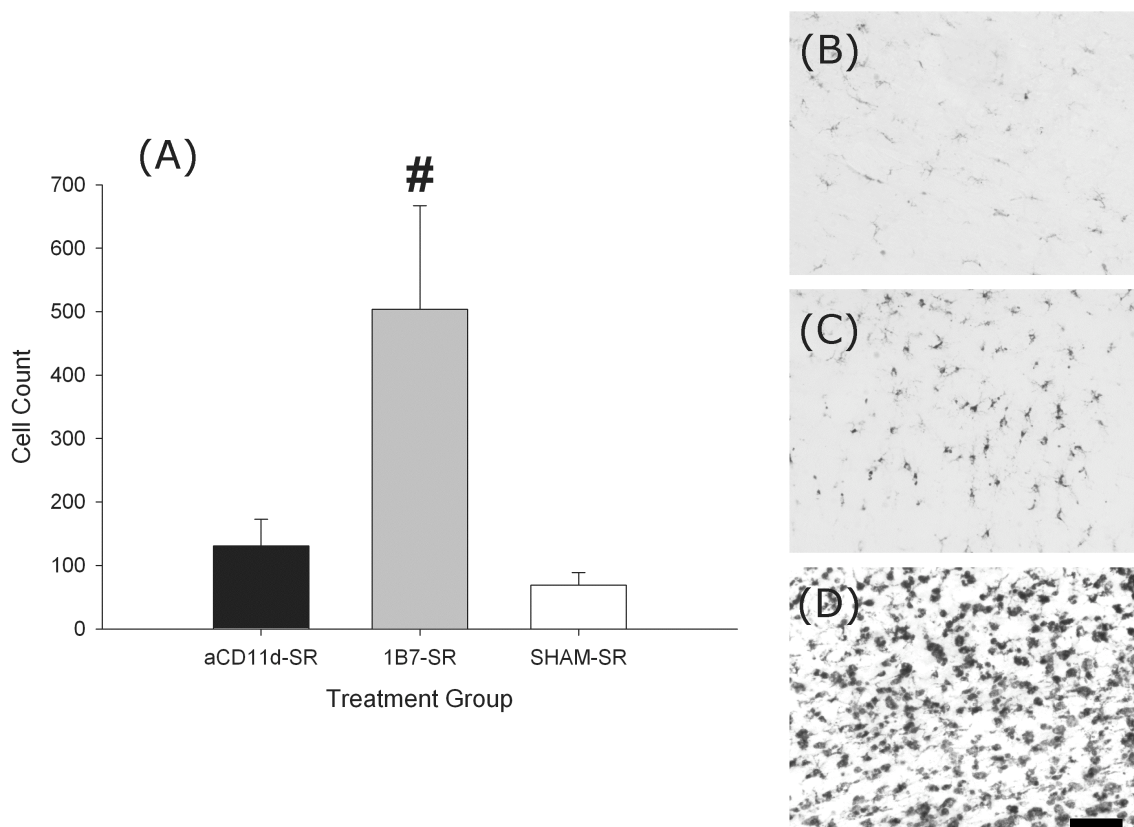 (A)
#
700
600
500
400
300
200
100
0
Cell Count
aCD11d-SR 1B7-SR SHAM-SR
Treatment Group
(B)
(C)
(D)